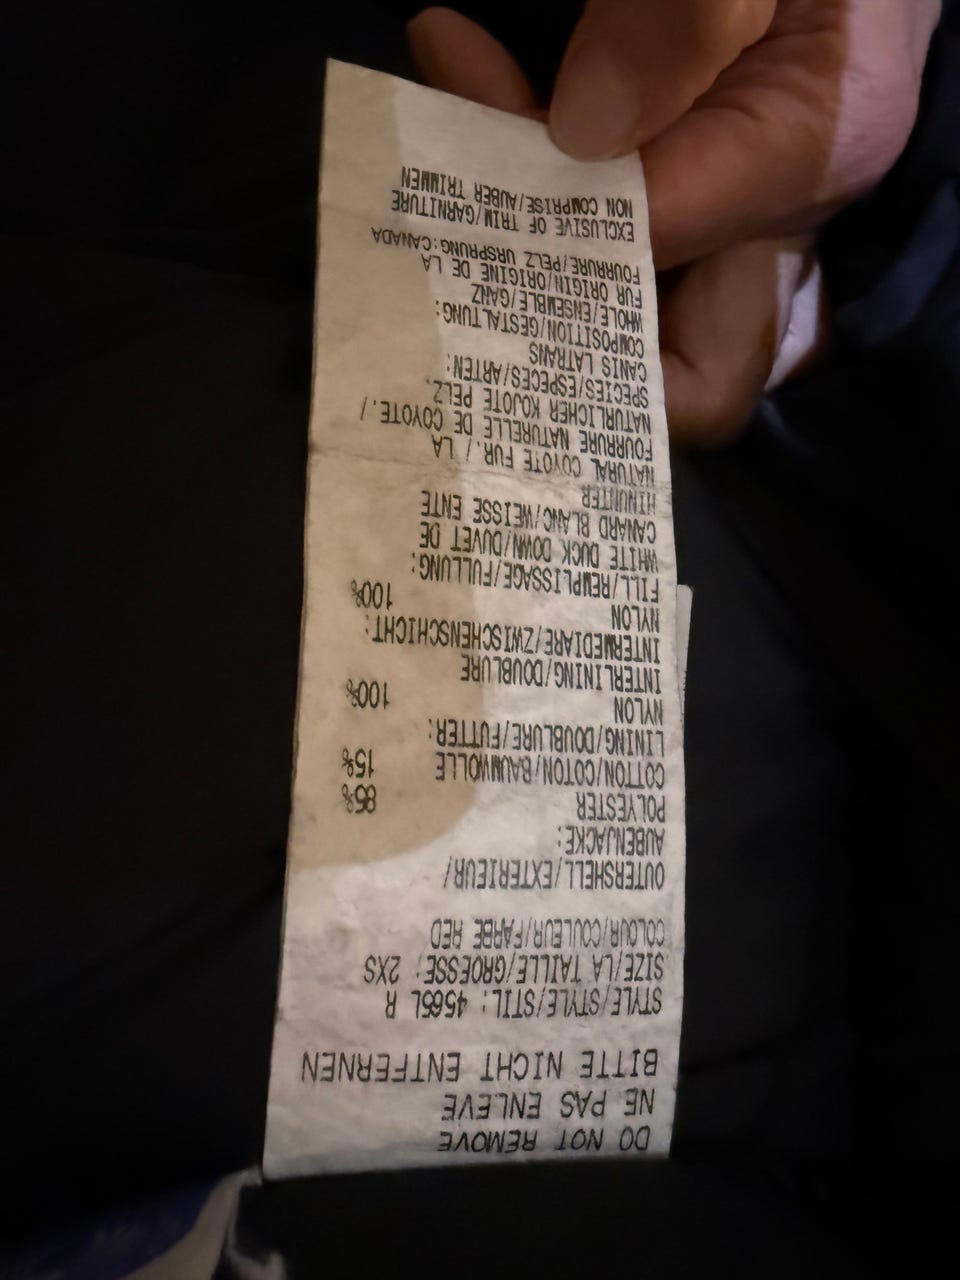 DO NOT REMOVE
NE PAS ENLEVE
BITTE NICHT ENTFERNEN
STYLE/STYLE/STIL: 4565L R
SIZE/LA TAILLE/GROESSE: 2XS
COLOUR/COULEUR/FARBE RED
OUTERSHELL/EXTERIEUR/
AUBENJACKE:
POLYESTER 85%
COTTON/COTON/BAUMWOLLE 15%
LINING/DOUBLURE/FUTTER:
NYLON 100%
INTERLINING/DOUBLURE
INTERMEDIARE/ZWISCHENSCHICHT:
NYLON 100%
FILL/REMPLISSAGE/FULLUNG:
WHITE DUCK DOWN/DUVET DE
CANARD BLANC/WEISSE ENTE
HINUNTER
NATURAL COYOTE FUR./ LA
FOURRURE NATURELLE DE COYOTE./
NATURLICHER KOJOTE PELZ.
SPECIES/ESPECES/ARTEN:
CANIS LATRANS
COMPOSITION/GESTALTUNG:
WHOLE/ENSEMBLE/GANZ
FUR ORIGIN/ORIGINE DE LA
FOURRURE/PELZ URSPRUNG:CANADA
EXCLUSIVE OF TRIM/GARNITURE
NON COMPRISE/AUBER TRIMMEN